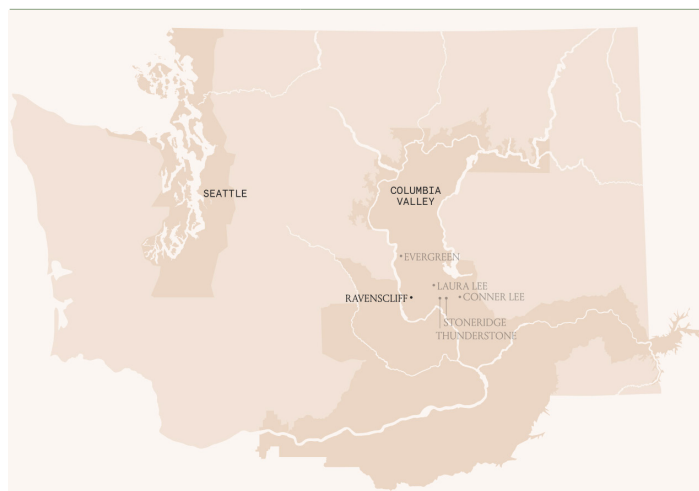 SEATTLE
COLUMBIA
VALLEY
EVERGREEN
LAURA LEE
RAVENSCLIFF
CONNER LEE
STONERIDGE
THUNDERSTONE